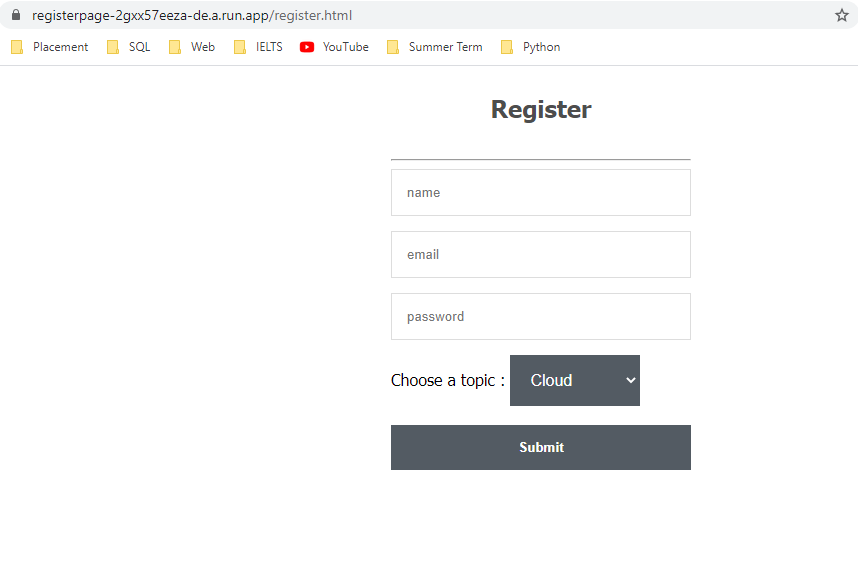 registerpage-2gxx57eeza-de.a.run.app/register.html
Placement SQL Web IELTS YouTube Summer Term Python
Register
name
email
password
Choose a topic : Cloud
Submit